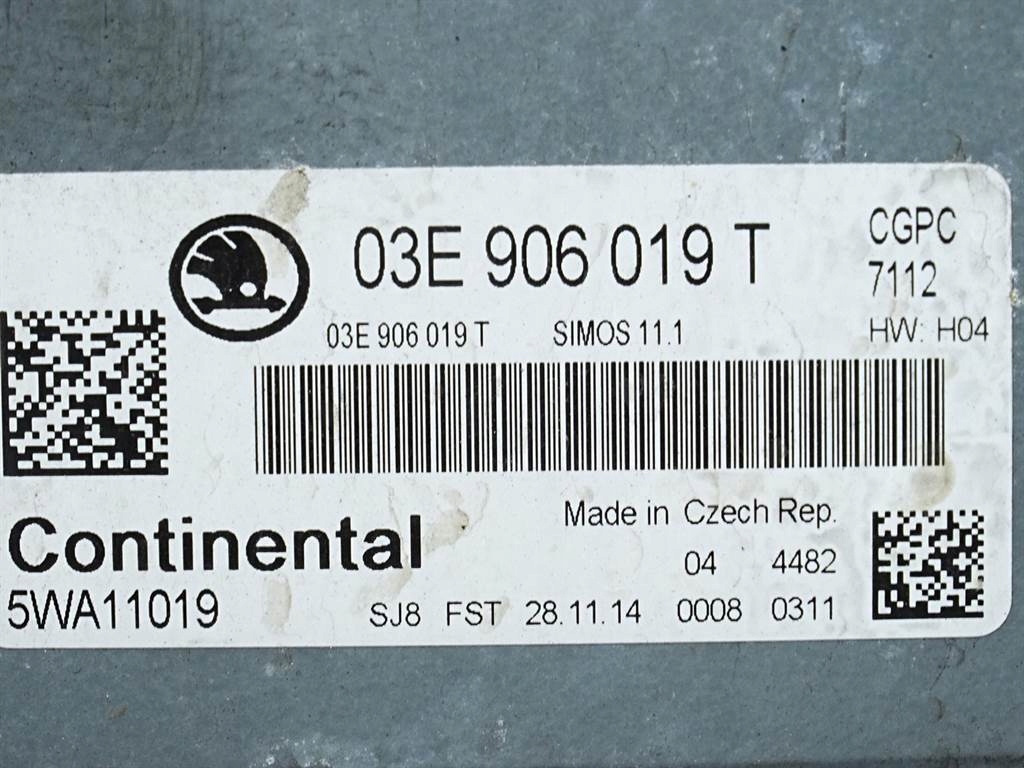 03E 906 019 T
CGPC
7112
03E 906 019 T SIMOS 11.1
HW: H04
Made in Czech Rep.
Continental
04 4482
5WA11019
SJ8 FST 28.11.14 0008 0311